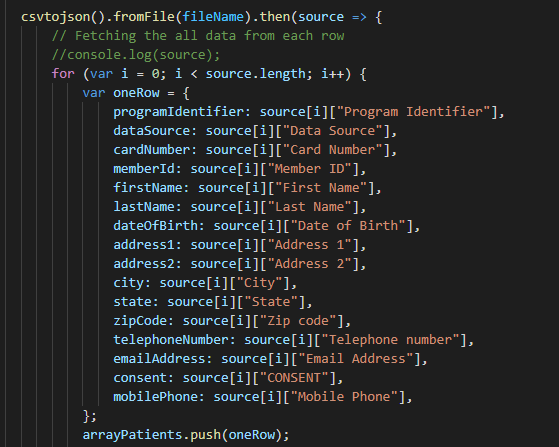 csvtojson().fromFile(fileName).then(source => {
// Fetching the all data from each row
//console.log(source);
for (var i = 0; i < source.length; i++) {
var oneRow = {
programIdentifier: source[i]["Program Identifier"],
dataSource: source[i]["Data Source"],
cardNumber: source[i]["Card Number"],
memberId: source[i]["Member ID"],
firstName: source[i]["First Name"],
lastName: source[i]["Last Name"],
dateOfBirth: source[i]["Date of Birth"],
address1: source[i]["Address 1"],
address2: source[i]["Address 2"],
city: source[i]["City"],
state: source[i]["State"],
zipCode: source[i]["Zip code"],
telephoneNumber: source[i]["Telephone number"],
emailAddress: source[i]["Email Address"],
consent: source[i]["CONSENT"],
mobilePhone: source[i]["Mobile Phone"],
};
arrayPatients.push(oneRow);